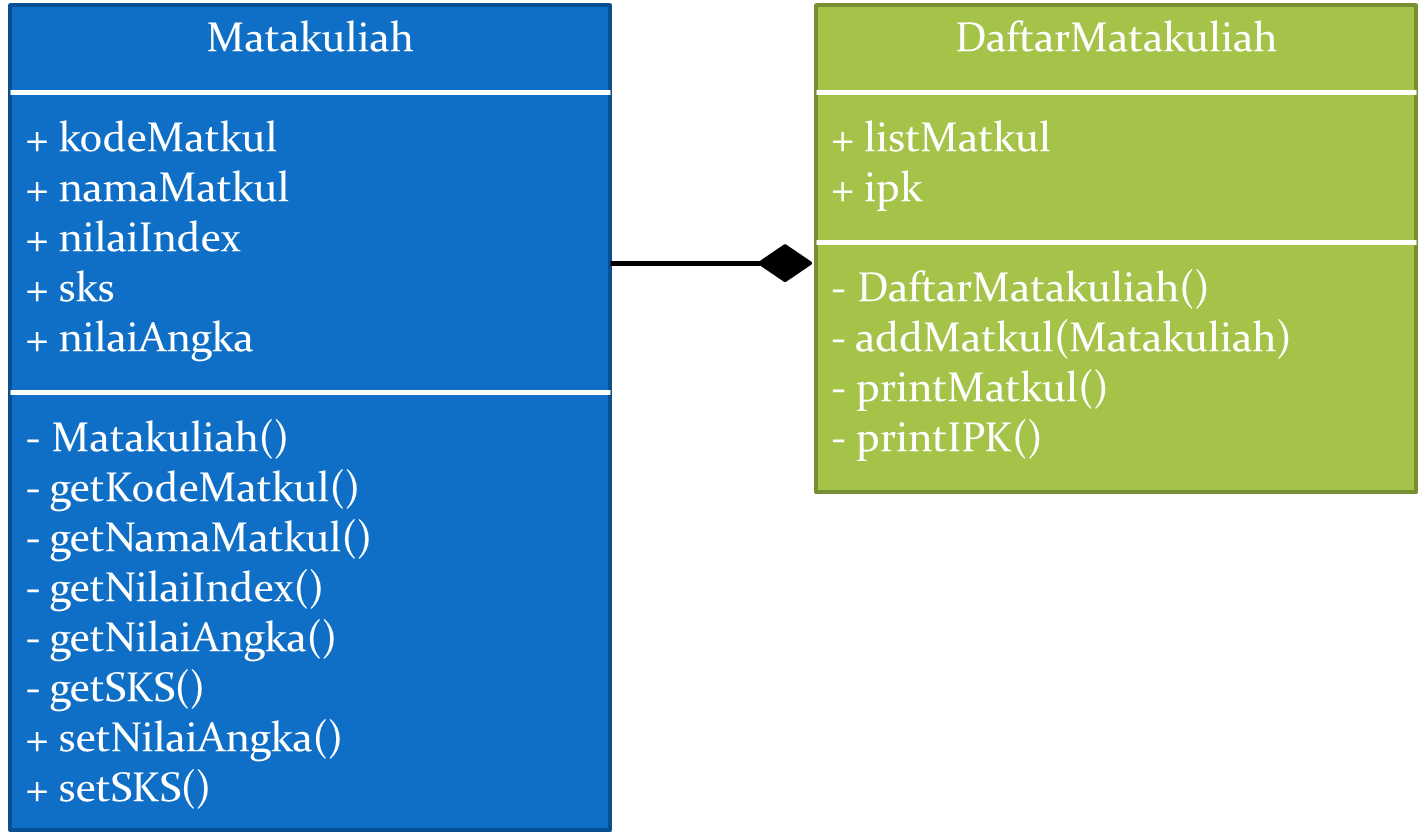 Matakuliah
+ kodeMatkul
+ namaMatkul
+ nilaiIndex
+ sks
+ nilaiAngka
- Matakuliah()
- getKodeMatkul()
- getNamaMatkul()
- getNilaiIndex()
- getNilaiAngka()
- getSKS()
+ setNilaiAngka()
+ setSKS()
DaftarMatakuliah
+ listMatkul
+ ipk
- DaftarMatakuliah()
- addMatkul(Matakuliah)
- printMatkul()
- printIPK()